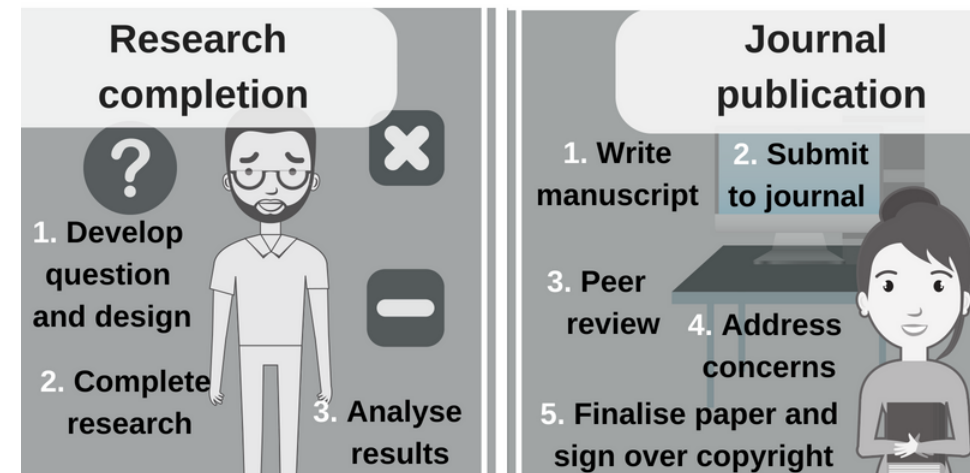 Research
completion
?
1. Develop
question
and design
2. Complete
research
3. Analyse
results
Journal
publication
1. Write
manuscript
2. Submit
to journal
3. Peer
review
4. Address
concerns
5. Finalise paper and
sign over copyright